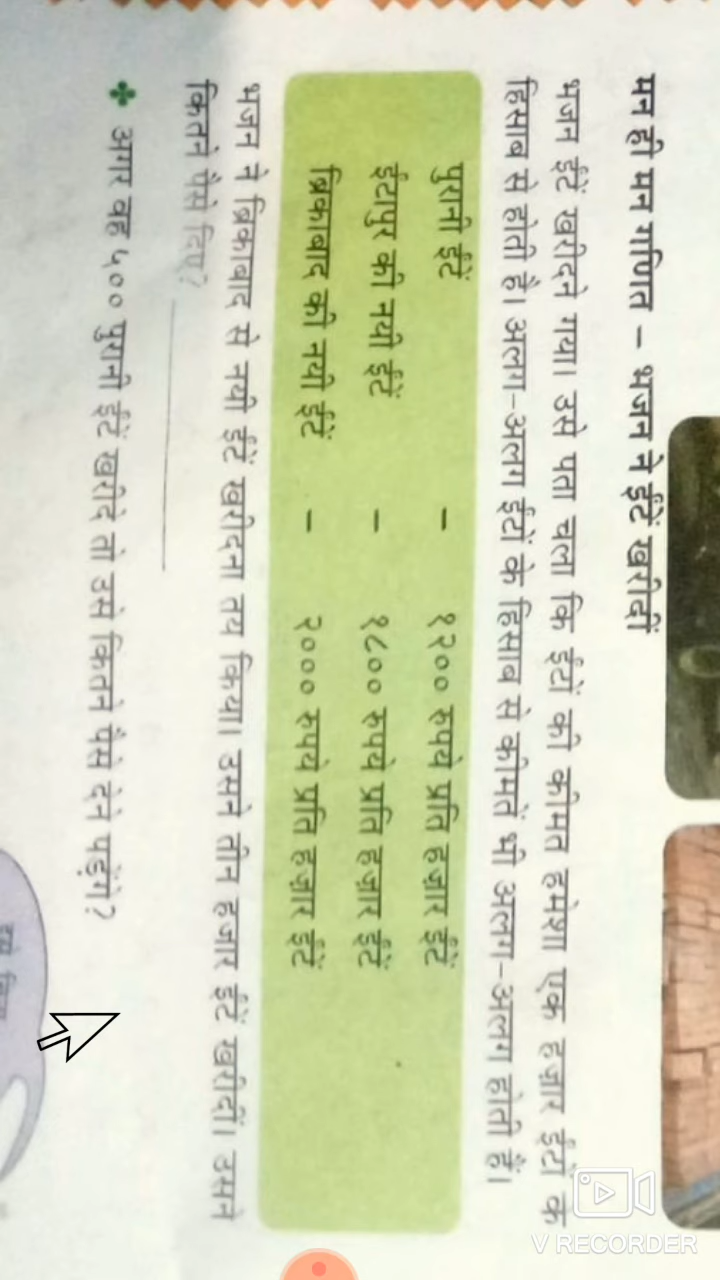 मन ही मन गणित – भजन ने ईंटें खरीदीं
भजन ईंटें खरीदने गया। उसे पता चला कि ईंटों की कीमत हमेशा एक हज़ार ईंटों के
हिसाब से होती है। अलग-अलग ईंटों के हिसाब से कीमतें भी अलग-अलग होती हैं।
पुरानी ईंटें – १२०० रुपये प्रति हज़ार ईंटें
ईंटापुर की नयी ईंटें – १८०० रुपये प्रति हज़ार ईंटें
ब्रिकाबाद की नयी ईंटें – २००० रुपये प्रति हज़ार ईंटें
भजन ने ब्रिकाबाद से नयी ईंटें खरीदना तय किया। उसने तीन हज़ार ईंटें खरीदीं। उसने
कितने पैसे दिए?
अगर वह ५०० पुरानी ईंटें खरीदे तो उसे कितने पैसे देने पड़ेंगे?
V RECORDER